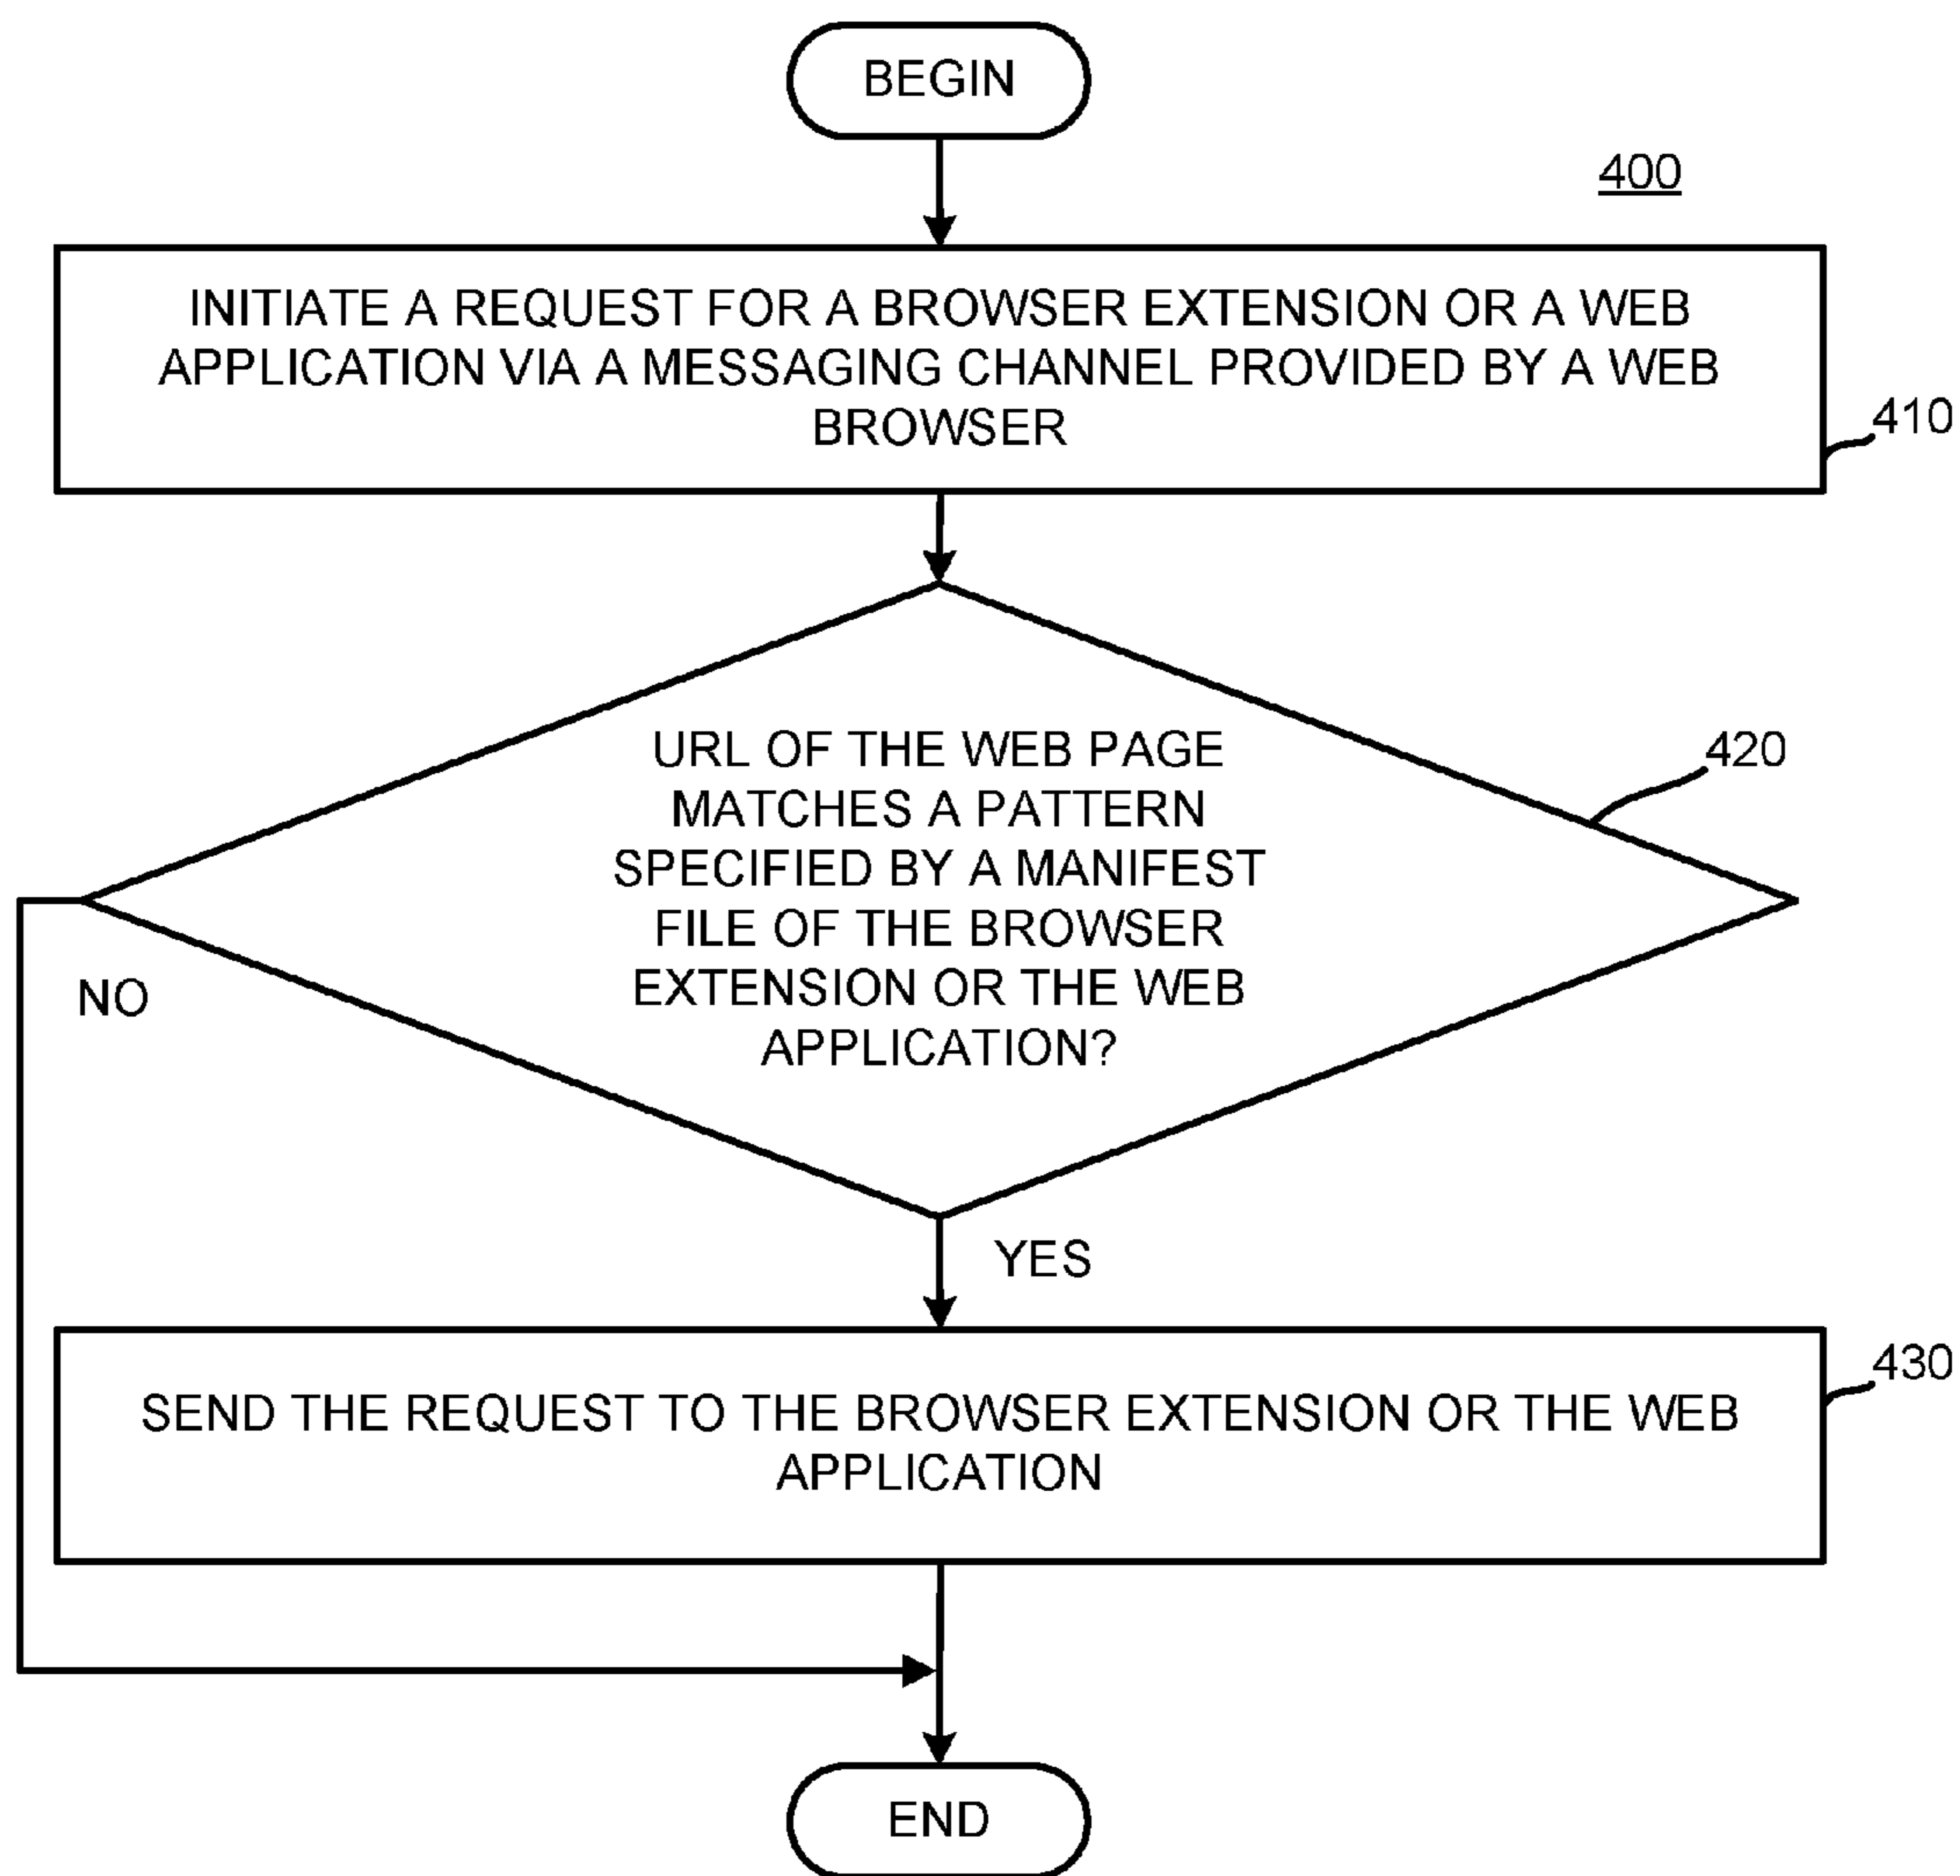 BEGIN
400
INITIATE A REQUEST FOR A BROWSER EXTENSION OR A WEB
APPLICATION VIA A MESSAGING CHANNEL PROVIDED BY A WEB
BROWSER
410
URL OF THE WEB PAGE
MATCHES A PATTERN
SPECIFIED BY A MANIFEST
FILE OF THE BROWSER
EXTENSION OR THE WEB
APPLICATION?
420
NO
YES
SEND THE REQUEST TO THE BROWSER EXTENSION OR THE WEB
APPLICATION
430
END